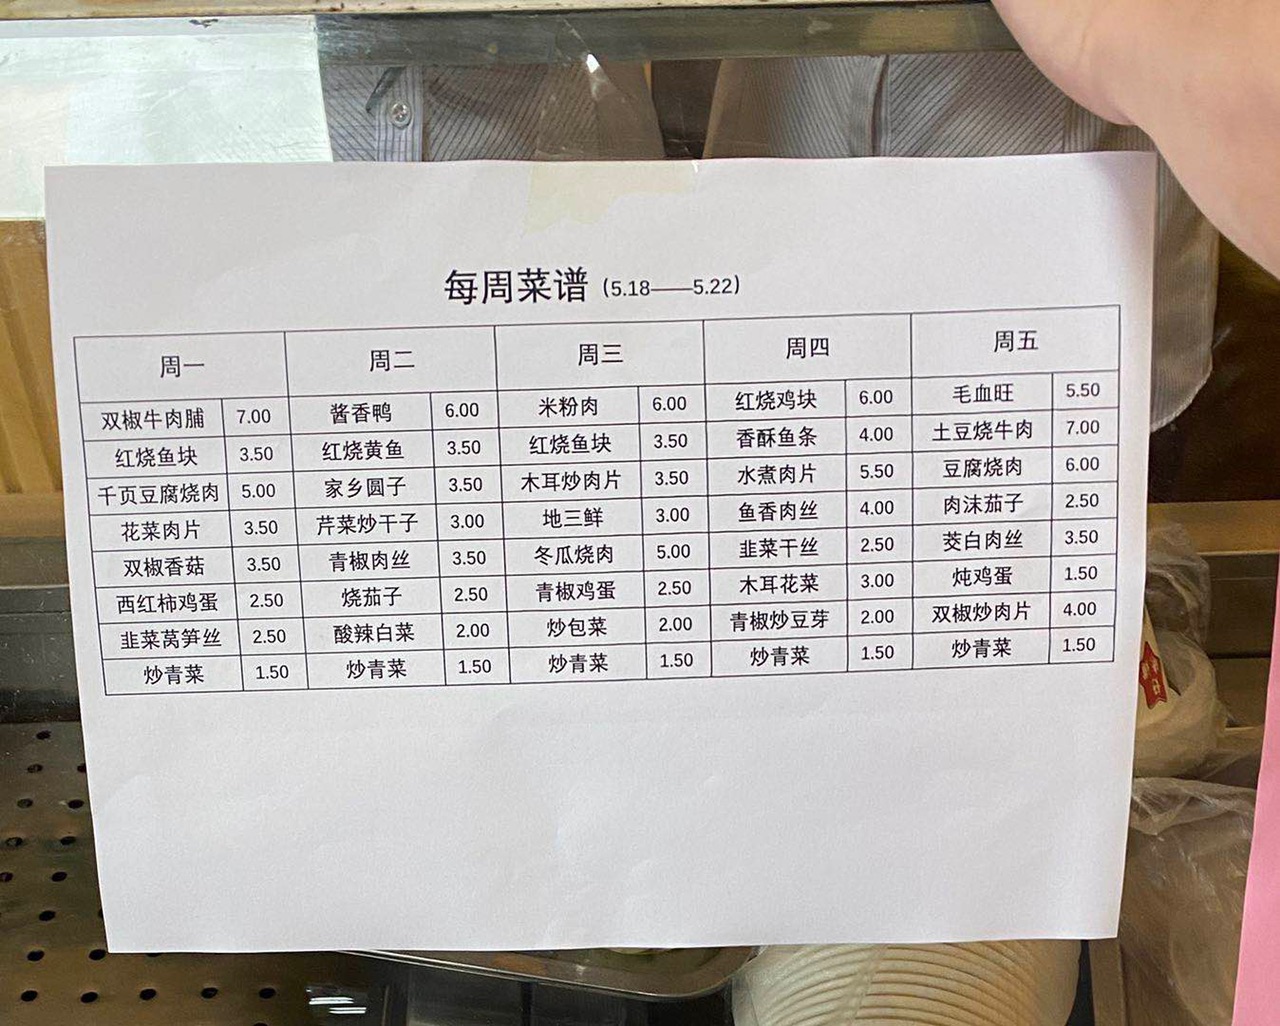 每周菜谱 (5.18——5.22)
周一 周二 周三 周四 周五
双椒牛肉脯 7.00 酱香鸭 6.00 米粉肉 6.00 红烧鸡块 6.00 毛血旺 5.50
红烧鱼块 3.50 红烧黄鱼 3.50 红烧鱼块 3.50 香酥鱼条 4.00 土豆烧牛肉 7.00
千页豆腐烧肉 5.00 家乡圆子 3.50 木耳炒肉片 3.50 水煮肉片 5.50 豆腐烧肉 6.00
花菜肉片 3.50 芹菜炒干子 3.00 地三鲜 3.00 鱼香肉丝 4.00 肉沫茄子 2.50
双椒香菇 3.50 青椒肉丝 3.50 冬瓜烧肉 5.00 韭菜干丝 2.50 茭白肉丝 3.50
西红柿鸡蛋 2.50 烧茄子 2.50 青椒鸡蛋 2.50 木耳花菜 3.00 炖鸡蛋 1.50
韭菜莴笋丝 2.50 酸辣白菜 2.00 炒包菜 2.00 青椒炒豆芽 2.00 双椒炒肉片 4.00
炒青菜 1.50 炒青菜 1.50 炒青菜 1.50 炒青菜 1.50 炒青菜 1.50